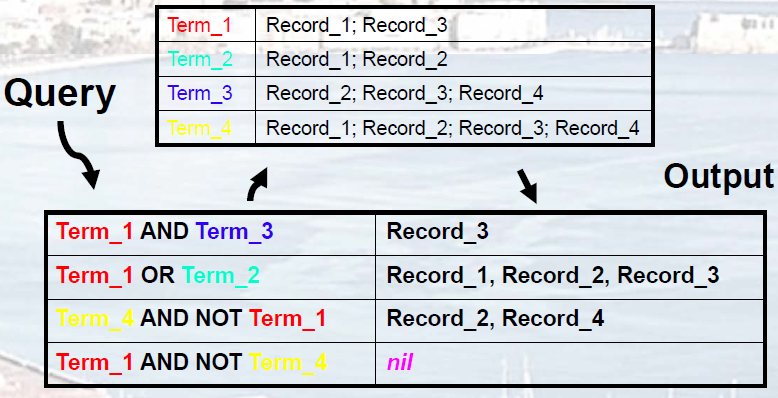 Term_1 Record_1; Record_3
Term_2 Record_1; Record_2
Query
Term_3 Record_2; Record_3; Record_4
Term_4 Record_1; Record_2; Record_3; Record_4
Output
Term_1 AND Term_3 Record_3
Term_1 OR Term_2 Record_1, Record_2, Record_3
Term_4 AND NOT Term_1 Record_2, Record_4
Term_1 AND NOT Term_4 nil